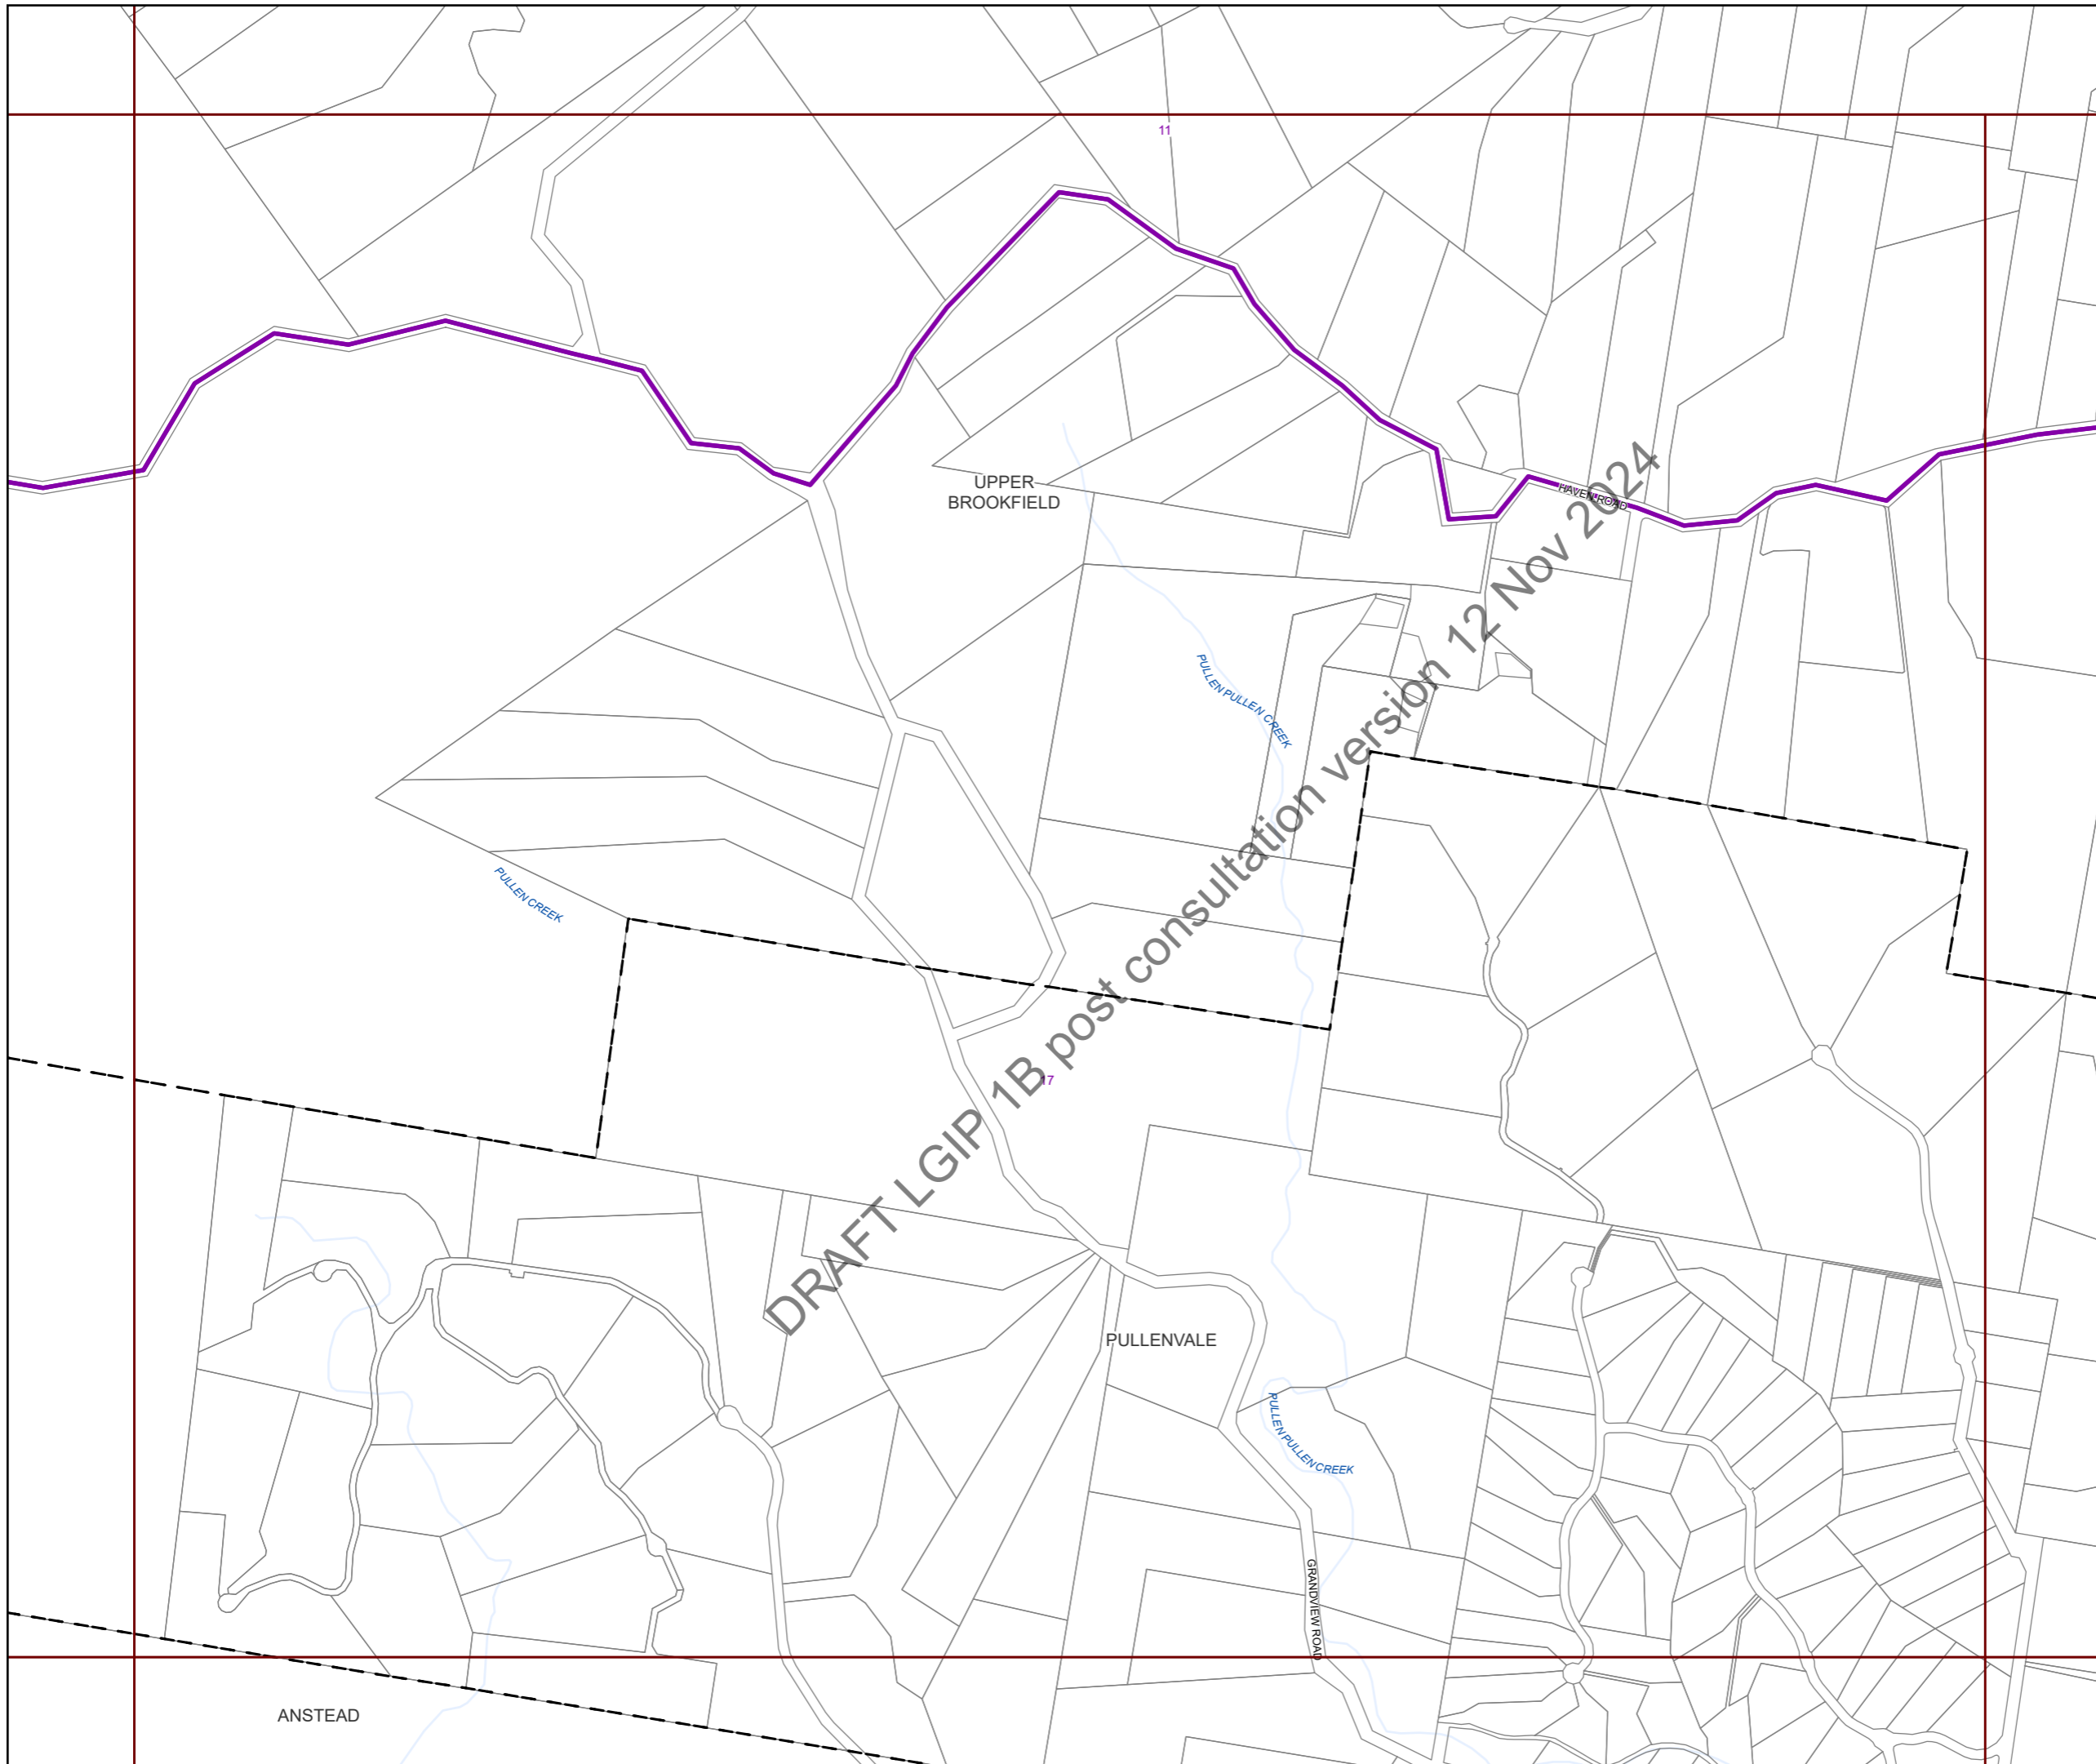 11
UPPER
BROOKFIELD
HAVEN ROAD
PULLEN PULLEN CREEK
PULLEN CREEK
DRAFT LGIP 1B post consultation version 12 Nov 2024
17
PULLENVALE
PULLEN PULLEN CREEK
GRANDVIEW ROAD
ANSTEAD